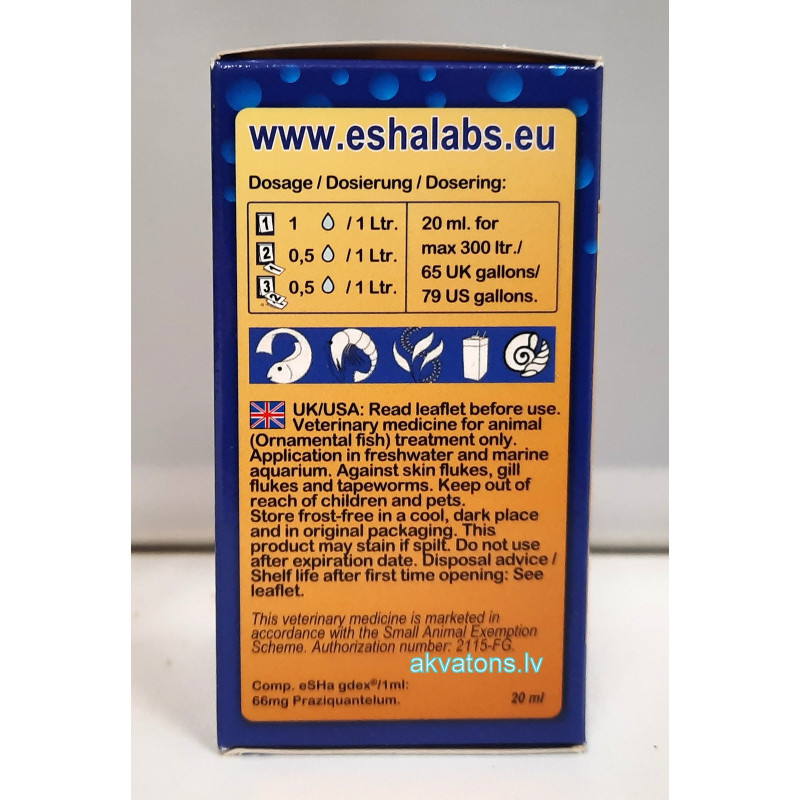 www.eshalabs.eu
Dosage / Dosierung / Dosering:
1 1 / 1 Ltr.
2 0,5 / 1 Ltr.
3 0,5 / 1 Ltr.
20 ml. for
max 300 ltr./
65 UK gallons/
79 US gallons.
UK/USA: Read leaflet before use.
Veterinary medicine for animal
(Ornamental fish) treatment only.
Application in freshwater and marine
aquarium. Against skin flukes, gill
flukes and tapeworms. Keep out of
reach of children and pets.
Store frost-free in a cool, dark place
and in original packaging. This
product may stain if spilt. Do not use
after expiration date. Disposal advice /
Shelf life after first time opening: See
leaflet.
This veterinary medicine is marketed in
accordance with the Small Animal Exemption
Scheme. Authorization number: 2115-FG.
akvatons.lv
Comp. eSHa gdex®/1ml:
66mg Praziquantelum.
20 ml